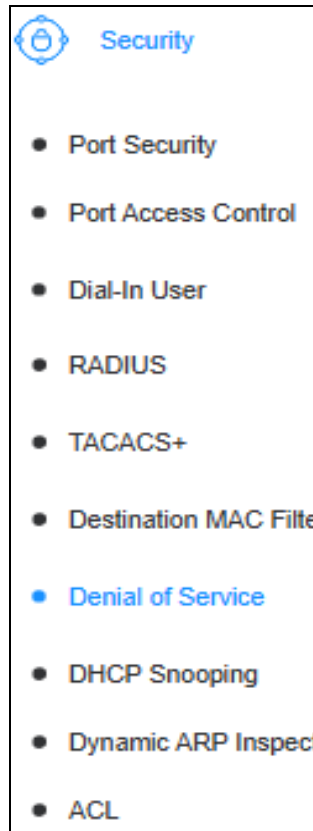 Security
Port Security
Port Access Control
Dial-In User
RADIUS
TACACS+
Destination MAC Filte
Denial of Service
DHCP Snooping
Dynamic ARP Inspect
ACL